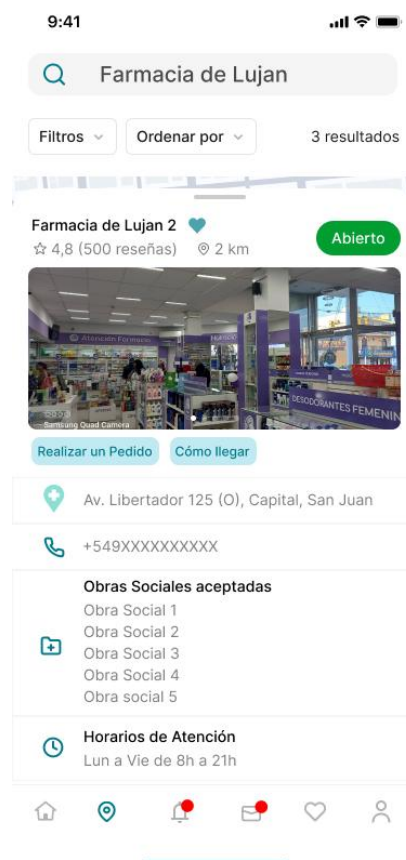 9:41
Farmacia de Lujan
Filtros
Ordenar por
3 resultados
Farmacia de Lujan 2
4,8 (500 reseñas)
2 km
Abierto
Atención Farmacia
DESODORANTES FEMENIN
Samsung Quad Camera
Realizar un Pedido
Cómo llegar
Av. Libertador 125 (O), Capital, San Juan
+549XXXXXXXXXX
Obras Sociales aceptadas
Obra Social 1
Obra Social 2
Obra Social 3
Obra Social 4
Obra social 5
Horarios de Atención
Lun a Vie de 8h a 21h